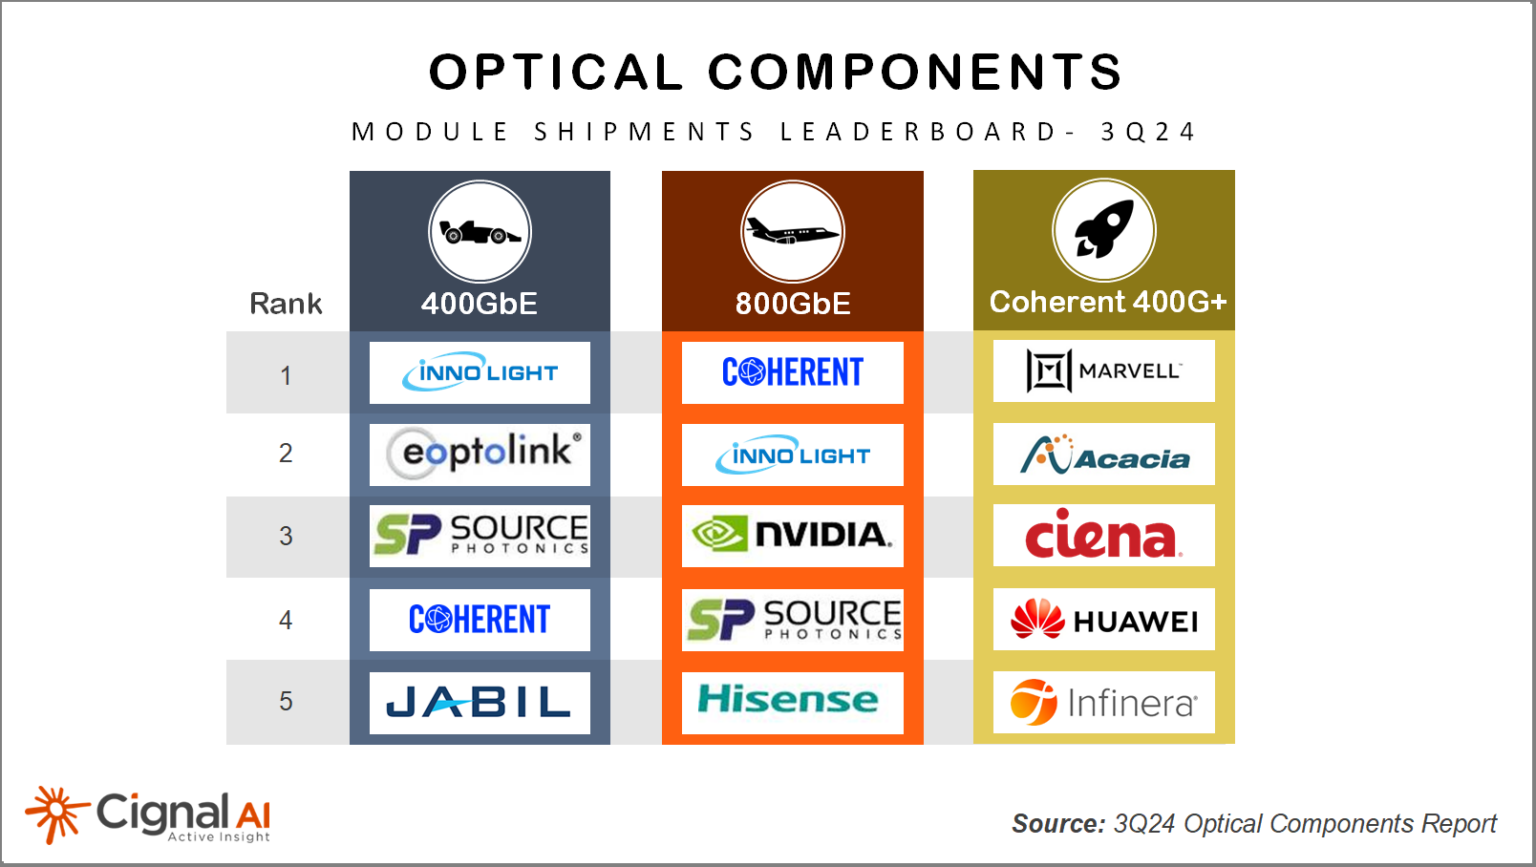 OPTICAL COMPONENTS
MODULE SHIPMENTS LEADERBOARD- 3Q24
Rank 400GbE 800GbE Coherent 400G+
1 INNOLIGHT COHERENT MARVELL™
2 eoptolink® INNOLIGHT Acacia
3 SP SOURCE PHOTONICS NVIDIA. ciena®
4 COHERENT SP SOURCE PHOTONICS HUAWEI
5 JABIL Hisense Infinera®
Cignal AI
Active Insight
Source: 3Q24 Optical Components Report